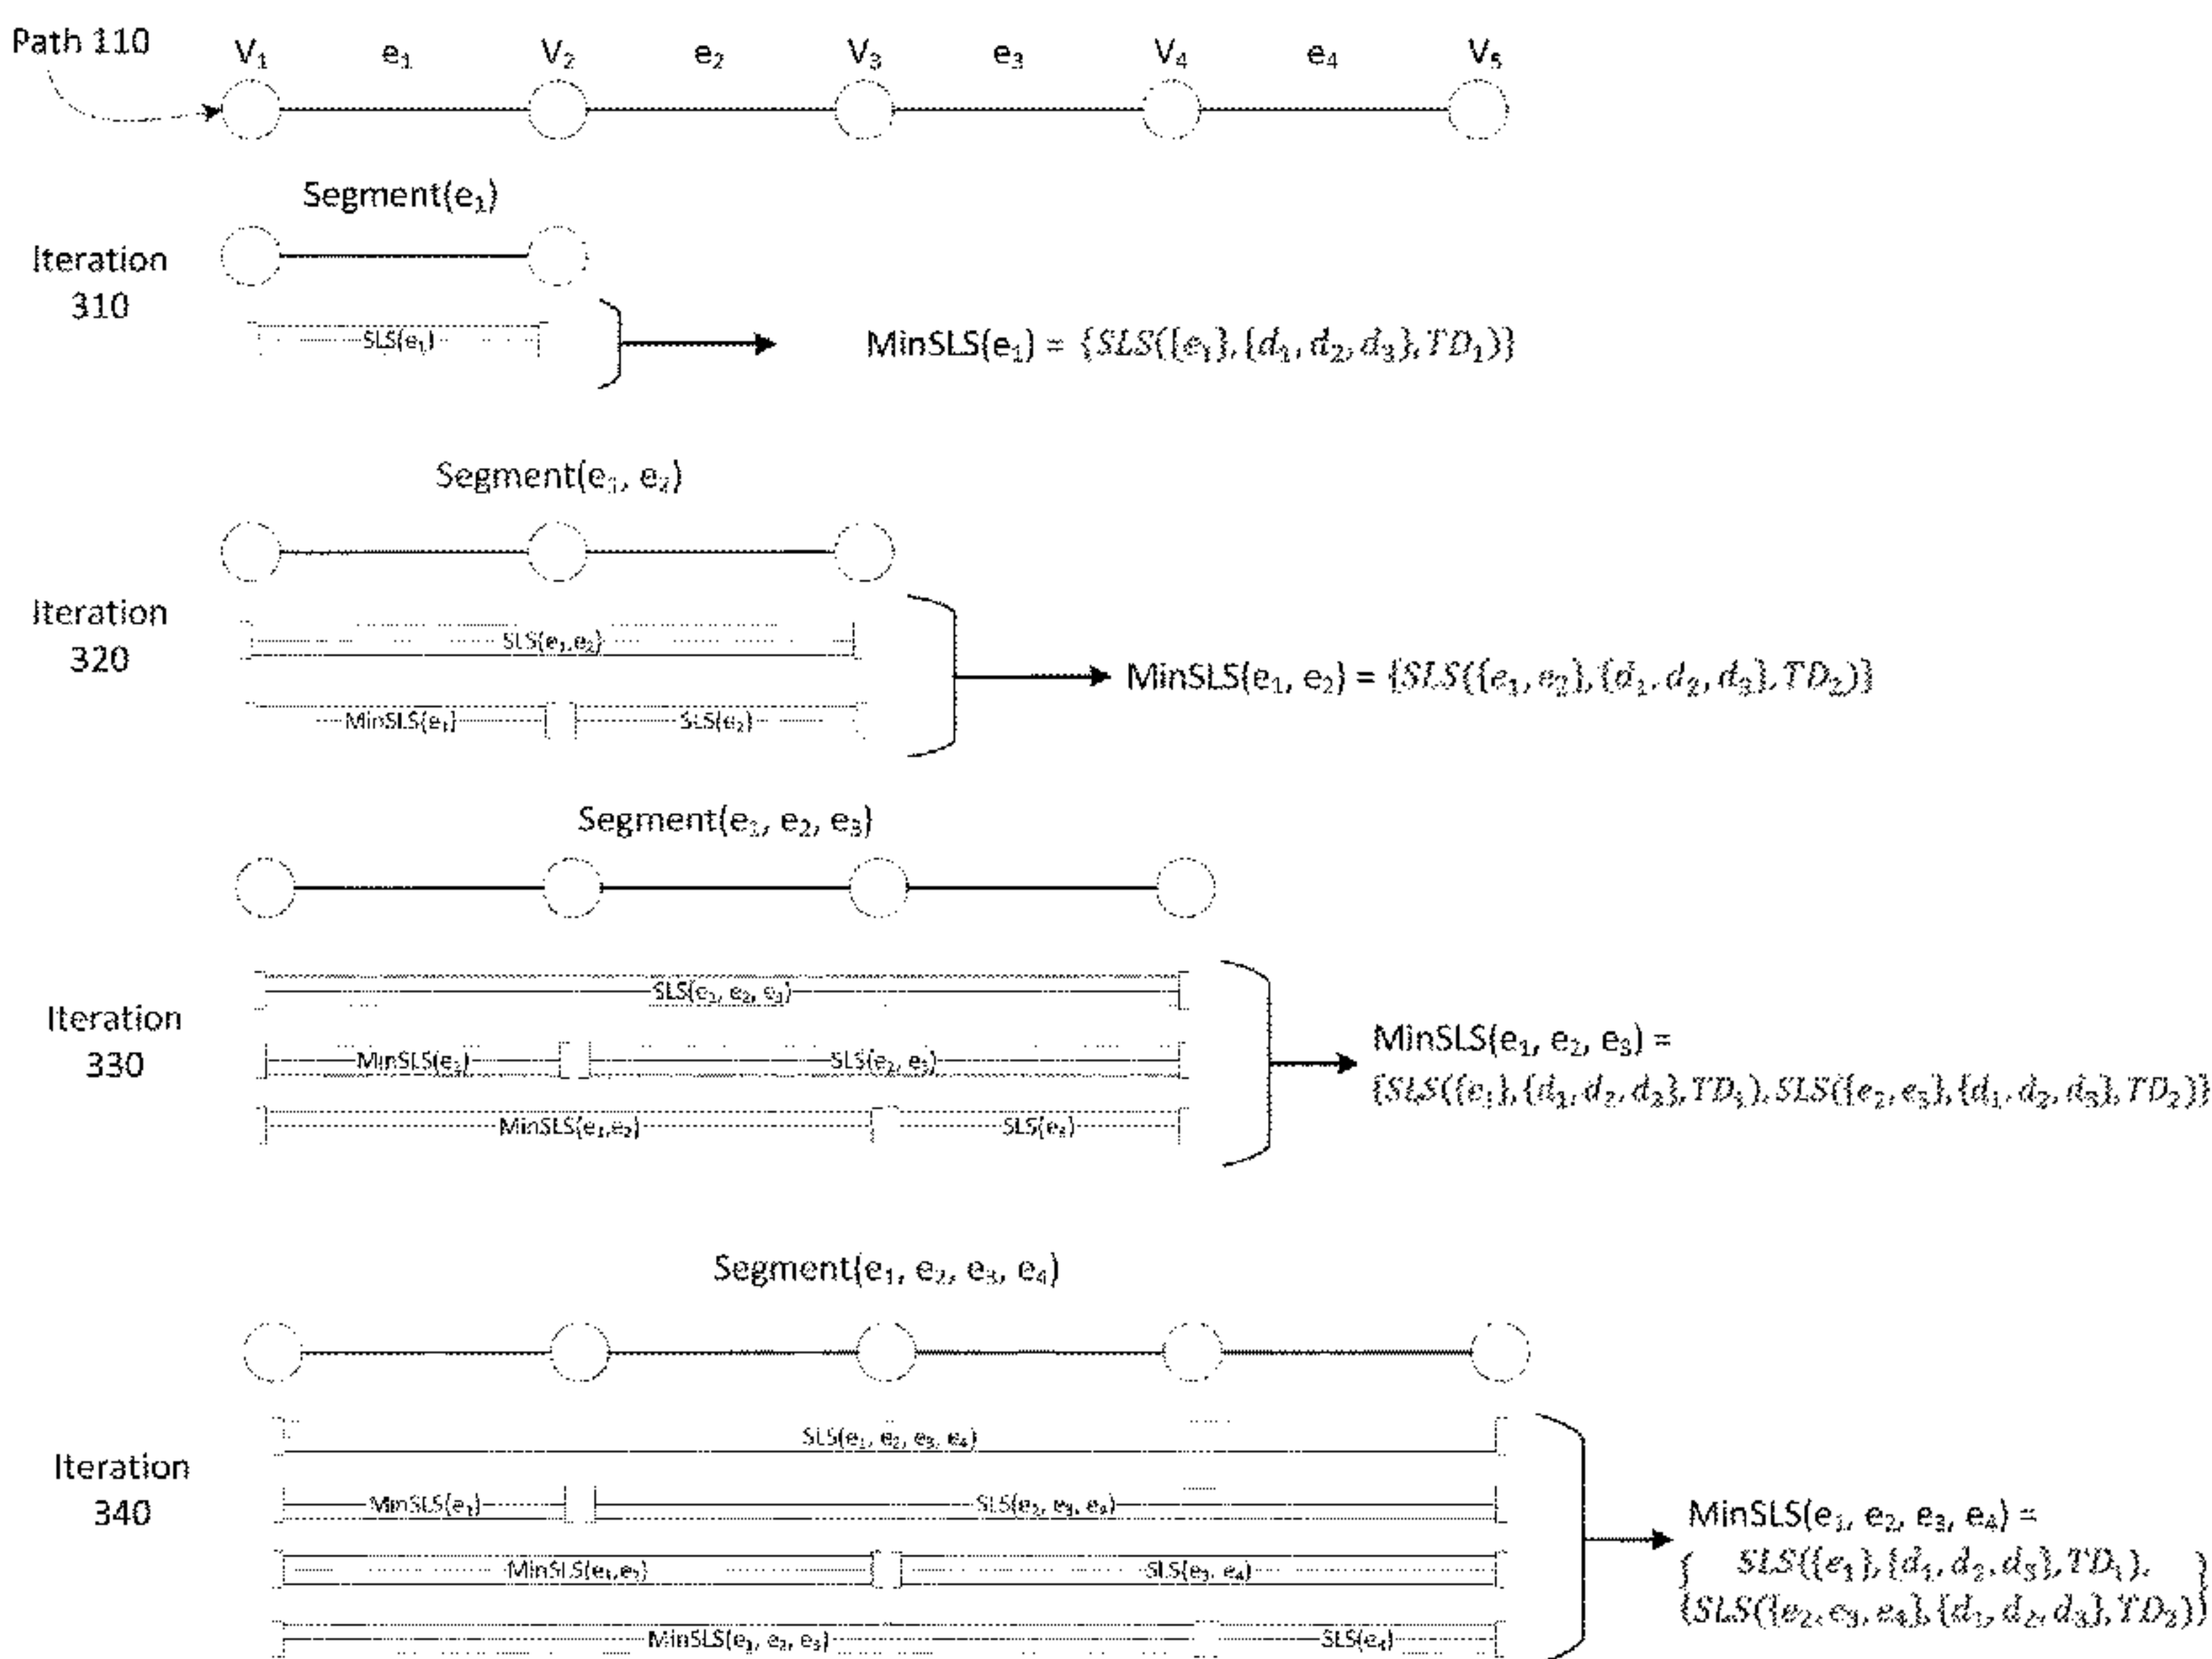 Path 110
V₁ e₁ V₂ e₂ V₃ e₃ V₄ e₄ V₅
Segment(e₁)
Iteration
310
SLS(e₁)
MinSLS(e₁) = {SLS({e₁},{d₁,d₂,d₃},TD₁)}
Segment(e₁, e₂)
Iteration
320
SLS(e₁,e₂)
MinSLS(e₁) SLS(e₂)
MinSLS(e₁, e₂) = {SLS({e₁,e₂},{d₁,d₂,d₃},TD₂)}
Segment(e₁, e₂, e₃)
Iteration
330
SLS(e₁, e₂, e₃)
MinSLS(e₁) SLS(e₂, e₃)
MinSLS(e₁,e₂) SLS(e₃)
MinSLS(e₁, e₂, e₃) =
{SLS({e₁},{d₁,d₂,d₃},TD₁),SLS({e₂,e₃},{d₁,d₂,d₃},TD₂)}
Segment(e₁, e₂, e₃, e₄)
Iteration
340
SLS(e₁, e₂, e₃, e₄)
MinSLS(e₁) SLS(e₂, e₃, e₄)
MinSLS(e₁,e₂) SLS(e₃, e₄)
MinSLS(e₁, e₂, e₃) SLS(e₄)
MinSLS(e₁, e₂, e₃, e₄) =
{ SLS({e₁},{d₁,d₂,d₃},TD₁), }
{SLS({e₂,e₃,e₄},{d₁,d₂,d₃},TD₂)}